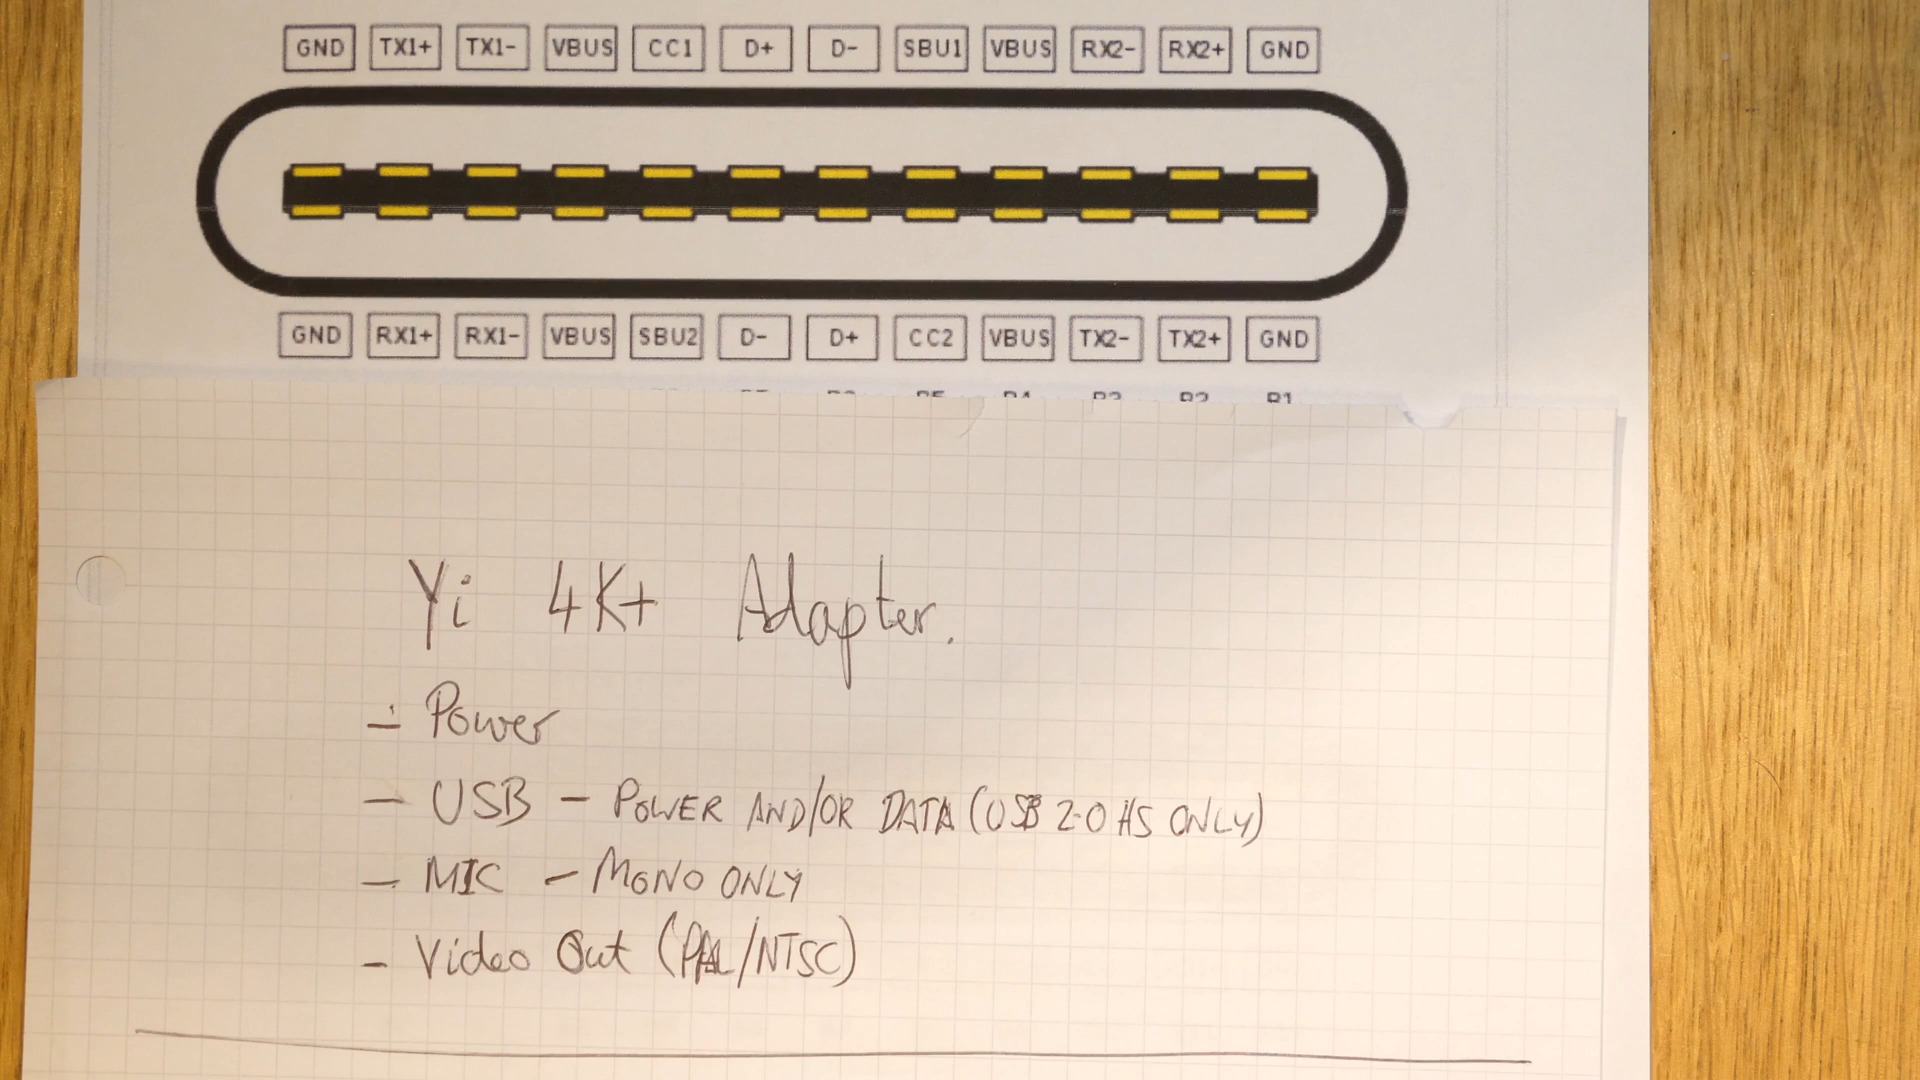 GND TX1+ TX1- VBUS CC1 D+ D- SBU1 VBUS RX2- RX2+ GND
GND RX1+ RX1- VBUS SBU2 D- D+ CC2 VBUS TX2- TX2+ GND
Yi 4K+ Adapter.
- Power
- USB - POWER AND/OR DATA (USB 2.0 HS ONLY)
- MIC - MONO ONLY
- Video Out (PAL/NTSC)